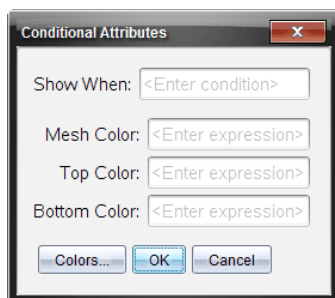 Conditional Attributes
Show When: <Enter condition>
Mesh Color: <Enter expression>
Top Color: <Enter expression>
Bottom Color: <Enter expression>
Colors... OK Cancel